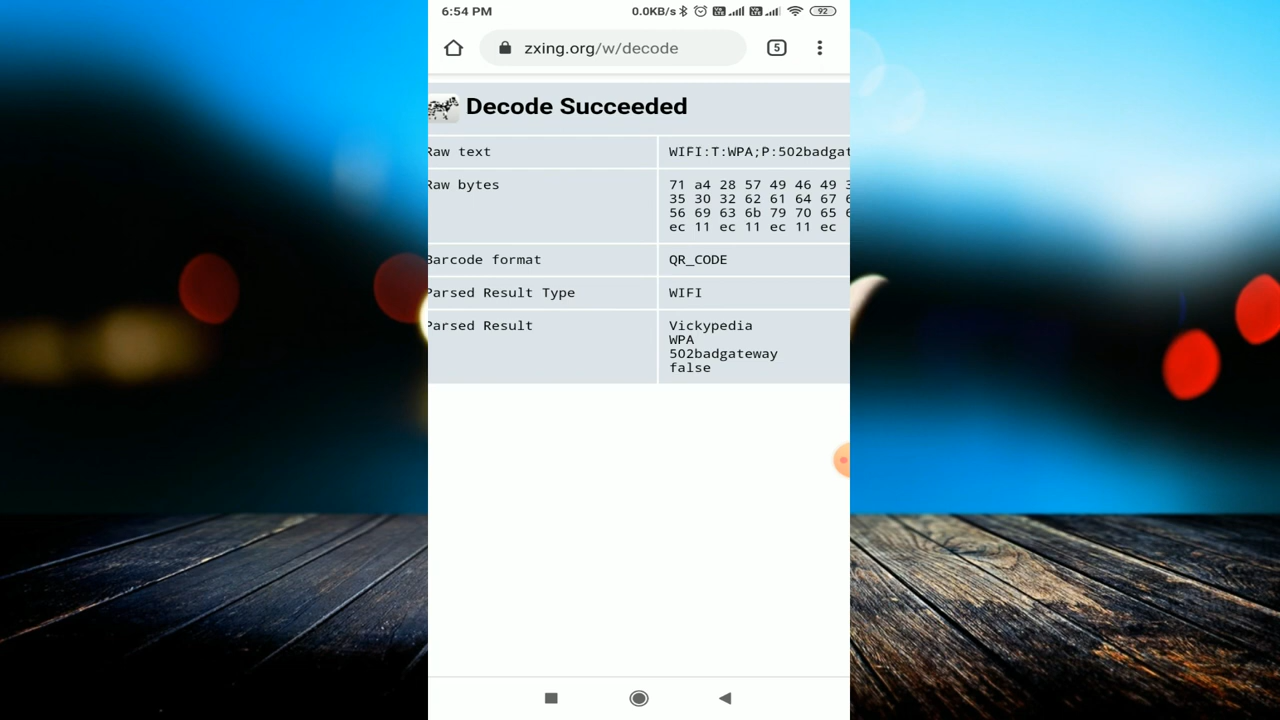 6:54 PM 0.0KB/s 92
zxing.org/w/decode 5
Decode Succeeded
Raw text WIFI:T:WPA;P:502badgat
Raw bytes 71 a4 28 57 49 46 49
35 30 32 62 61 64 67
56 69 63 6b 79 70 65
ec 11 ec 11 ec 11 ec
Barcode format QR_CODE
Parsed Result Type WIFI
Parsed Result Vickypedia
WPA
502badgateway
false